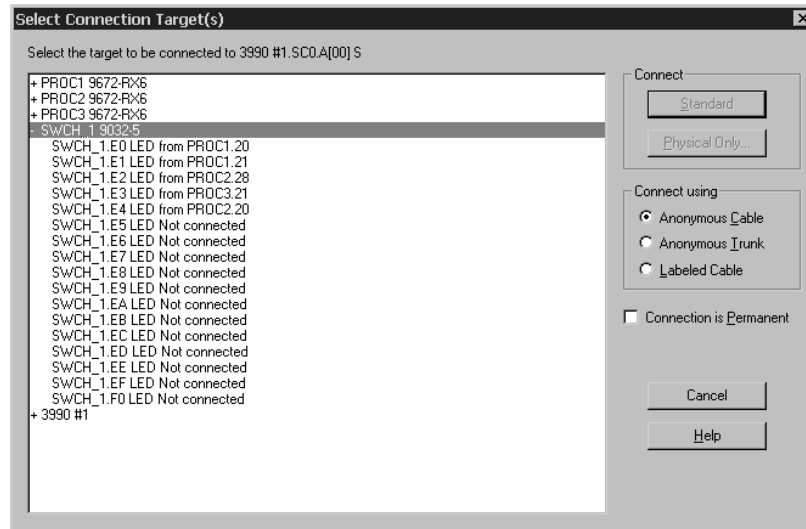 Select Connection Target(s)
Select the target to be connected to 3990 #1.SC0.A[00] S
+ PROC1 9672-RX6
+ PROC2 9672-RX6
+ PROC3 9672-RX6
- SWCH_1 9032-5
SWCH_1.E0 LED from PROC1.20
SWCH_1.E1 LED from PROC1.21
SWCH_1.E2 LED from PROC2.28
SWCH_1.E3 LED from PROC3.21
SWCH_1.E4 LED from PROC2.20
SWCH_1.E5 LED Not connected
SWCH_1.E6 LED Not connected
SWCH_1.E7 LED Not connected
SWCH_1.E8 LED Not connected
SWCH_1.E9 LED Not connected
SWCH_1.EA LED Not connected
SWCH_1.EB LED Not connected
SWCH_1.EC LED Not connected
SWCH_1.ED LED Not connected
SWCH_1.EE LED Not connected
SWCH_1.EF LED Not connected
SWCH_1.F0 LED Not connected
+ 3990 #1
Connect
Standard
Physical Only...
Connect using
Anonymous Cable
Anonymous Trunk
Labeled Cable
Connection is Permanent
Cancel
Help